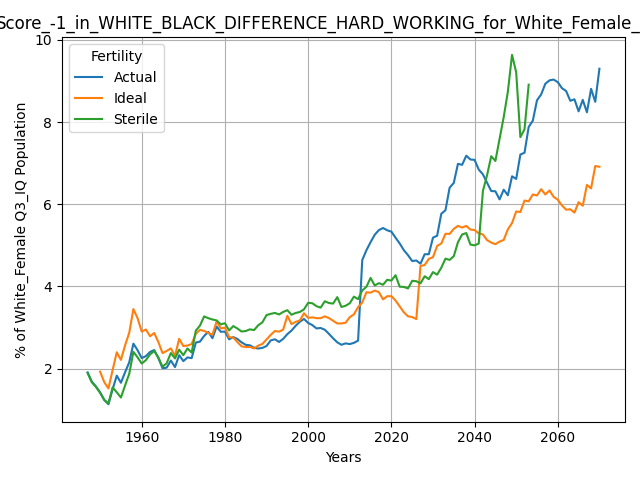 Score_-1_in_WHITE_BLACK_DIFFERENCE_HARD_WORKING_for_White_Female_
10
Fertility
Actual
Ideal
Sterile
8
6
4
2
% of White_Female Q3_IQ Population
1960
1980
2000
2020
2040
2060
Years